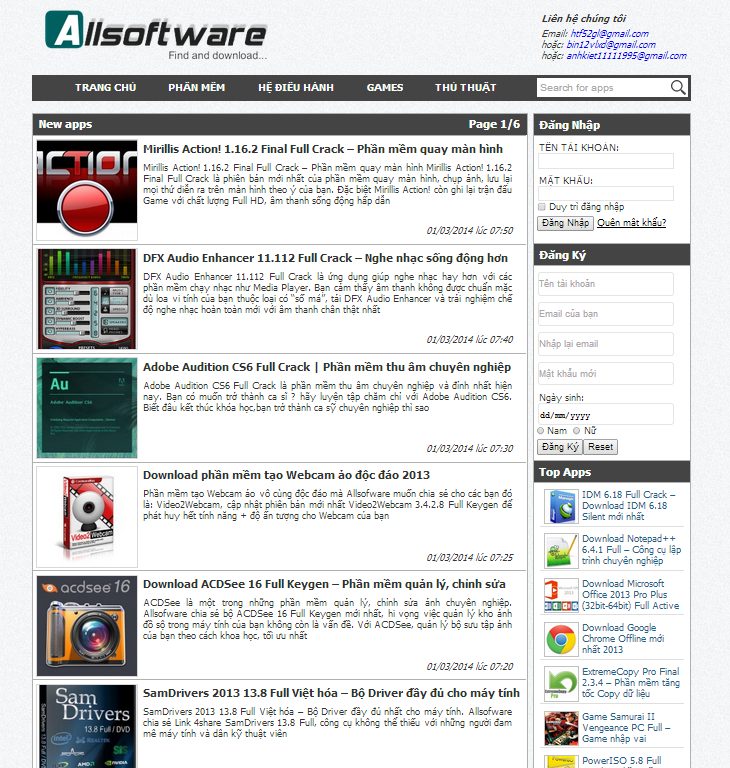 Allsoftware
Find and download...
Liên hệ chúng tôi
Email: htf52gl@gmail.com
hoặc: bin12vlxd@gmail.com
hoặc: anhkiet11111995@gmail.com
TRANG CHỦ PHẦN MỀM HỆ ĐIỀU HÀNH GAMES THỦ THUẬT Search for apps
New apps Page 1/6
ACTION
Mirillis Action! 1.16.2 Final Full Crack – Phần mềm quay màn hình
Mirillis Action! 1.16.2 Final Full Crack – Phần mềm quay màn hình Mirillis Action! 1.16.2
Final Full Crack là phiên bản mới nhất của phần mềm quay màn hình, chụp ảnh, lưu lại
mọi thứ diễn ra trên màn hình theo ý của bạn. Đặc biệt Mirillis Action! còn ghi lại trận đấu
Game với chất lượng Full HD, âm thanh sống động hấp dẫn
01/03/2014 lúc 07:50
DFX Audio Enhancer 11.112 Full Crack – Nghe nhạc sống động hơn
DFX Audio Enhancer 11.112 Full Crack là ứng dụng giúp nghe nhạc hay hơn với các
phần mềm chạy nhạc như Media Player. Bạn cảm thấy âm thanh không được chuẩn mặc
dù loa vi tính của bạn thuộc loại có "số má", tải DFX Audio Enhancer và trải nghiệm chế
độ nghe nhạc hoàn toàn mới với âm thanh chân thật nhất
01/03/2014 lúc 07:40
Au
Adobe Audition CS6
Adobe Audition CS6 Full Crack | Phần mềm thu âm chuyên nghiệp
Adobe Audition CS6 Full Crack là phần mềm thu âm chuyên nghiệp và đỉnh nhất hiện
nay. Bạn có muốn trở thành ca sĩ ? hãy luyện tập chăm chỉ với Adobe Audition CS6.
Biết đâu kết thúc khóa học,bạn trở thành ca sỹ chuyên nghiệp thì sao
01/03/2014 lúc 07:30
Video2Webcam
Download phần mềm tạo Webcam ảo độc đáo 2013
Phần mềm tạo Webcam ảo vô cùng độc đáo mà Allsofware muốn chia sẻ cho các bạn đó
là: Video2Webcam, cập nhật phiên bản mới nhất Video2Webcam 3.4.2.8 Full Keygen để
phát huy hết tính năng + độ ấn tượng cho Webcam của bạn
01/03/2014 lúc 07:25
acdsee 16
Download ACDSee 16 Full Keygen – Phần mềm quản lý, chỉnh sửa
ACDSee là một trong những phần mềm quản lý, chỉnh sửa ảnh chuyên nghiệp.
Allsofware chia sẻ bộ ACDSee 16 Full Keygen mới nhất, hi vọng việc quản lý kho ảnh
đồ sộ trong máy tính của bạn không còn là vấn đề. Với ACDSee, quản lý bộ sưu tập ảnh
của bạn theo cách khoa học, tối ưu nhất
01/03/2014 lúc 07:20
Sam
Drivers
13.8 Full / DVD
SamDrivers 2013 13.8 Full Việt hóa – Bộ Driver đầy đủ cho máy tính
SamDrivers 2013 13.8 Full Việt hóa – Bộ Driver đầy đủ nhất cho máy tính. Allsofware
chia sẻ Link 4share SamDrivers 13.8 Full, công cụ không thể thiếu với những người đam
mê máy tính và dân kỹ thuật viên
Đăng Nhập
TÊN TÀI KHOẢN:
MẬT KHẨU:
Duy trì đăng nhập
Đăng Nhập Quên mật khẩu?
Đăng Ký
Tên tài khoản
Email của bạn
Nhập lại email
Mật khẩu mới
Ngày sinh:
dd/mm/yyyy
Nam Nữ
Đăng Ký Reset
Top Apps
IDM 6.18 Full Crack –
Download IDM 6.18
Silent mới nhất
Download Notepad++
6.4.1 Full – Công cụ lập
trình chuyên nghiệp
Download Microsoft
Office 2013 Pro Plus
(32bit-64bit) Full Active
Download Google
Chrome Offline mới
nhất 2013
ExtremeCopy Pro Final
2.3.4 – Phần mềm tăng
tốc Copy dữ liệu
Game Samurai II
Vengeance PC Full –
Game nhập vai
PowerISO 5.8 Full